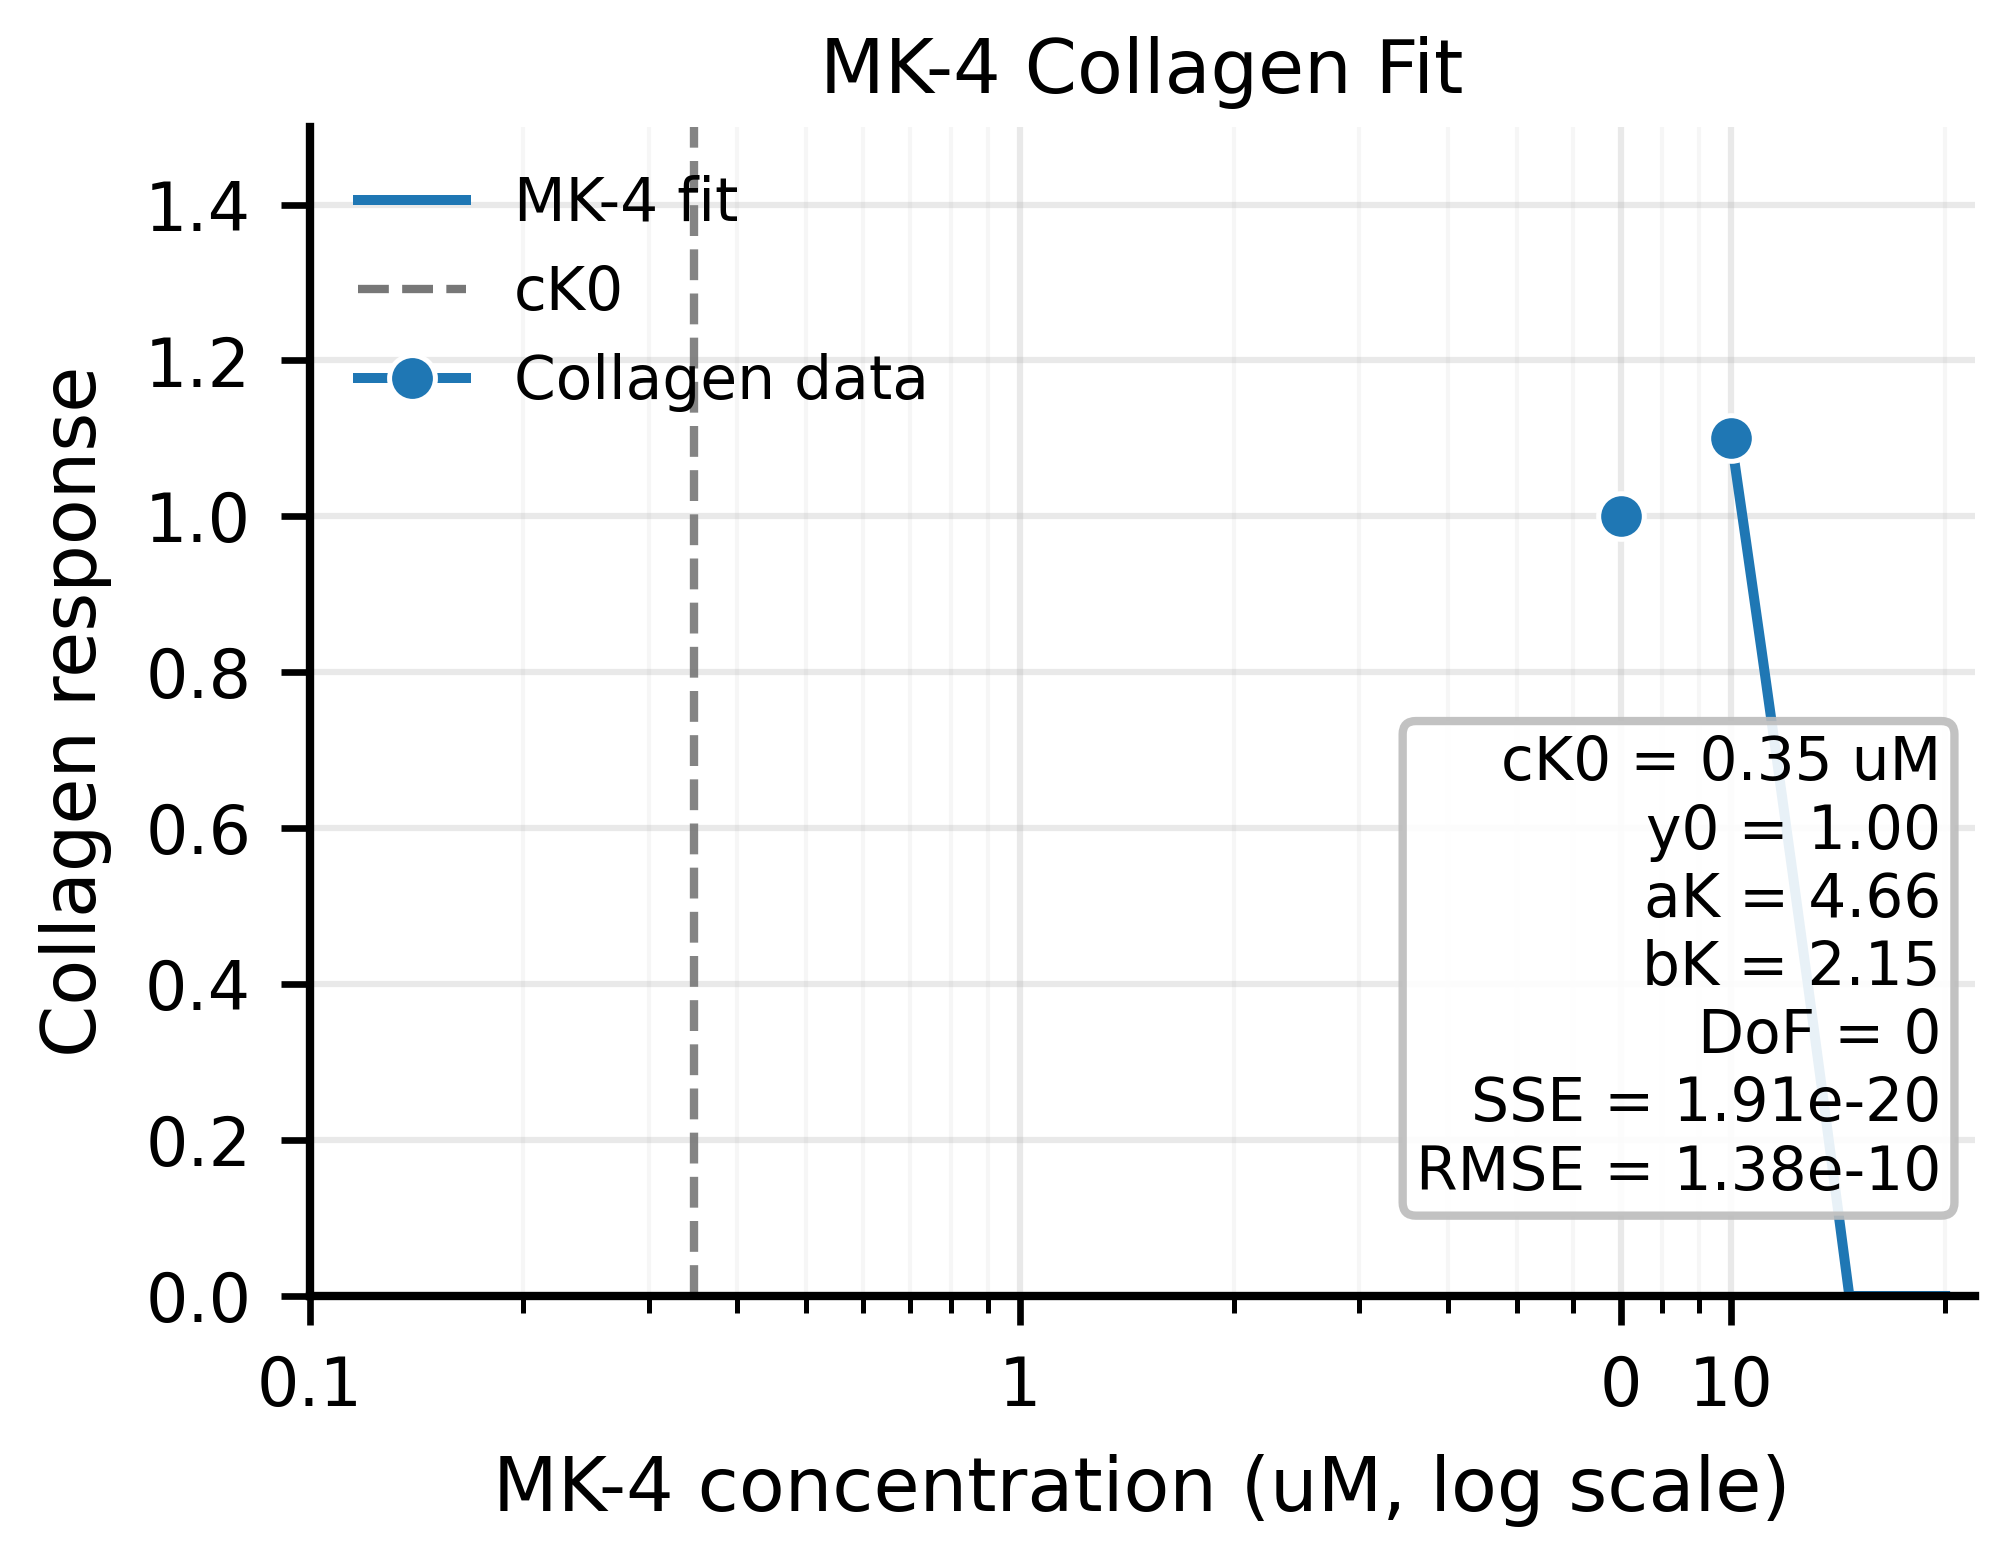 MK-4 Collagen Fit
MK-4 fit
cK0
Collagen data
Collagen response
1.4
1.2
1.0
0.8
0.6
0.4
0.2
0.0
cK0 = 0.35 uM
y0 = 1.00
aK = 4.66
bK = 2.15
DoF = 0
SSE = 1.91e-20
RMSE = 1.38e-10
0.1 1 0 10
MK-4 concentration (uM, log scale)